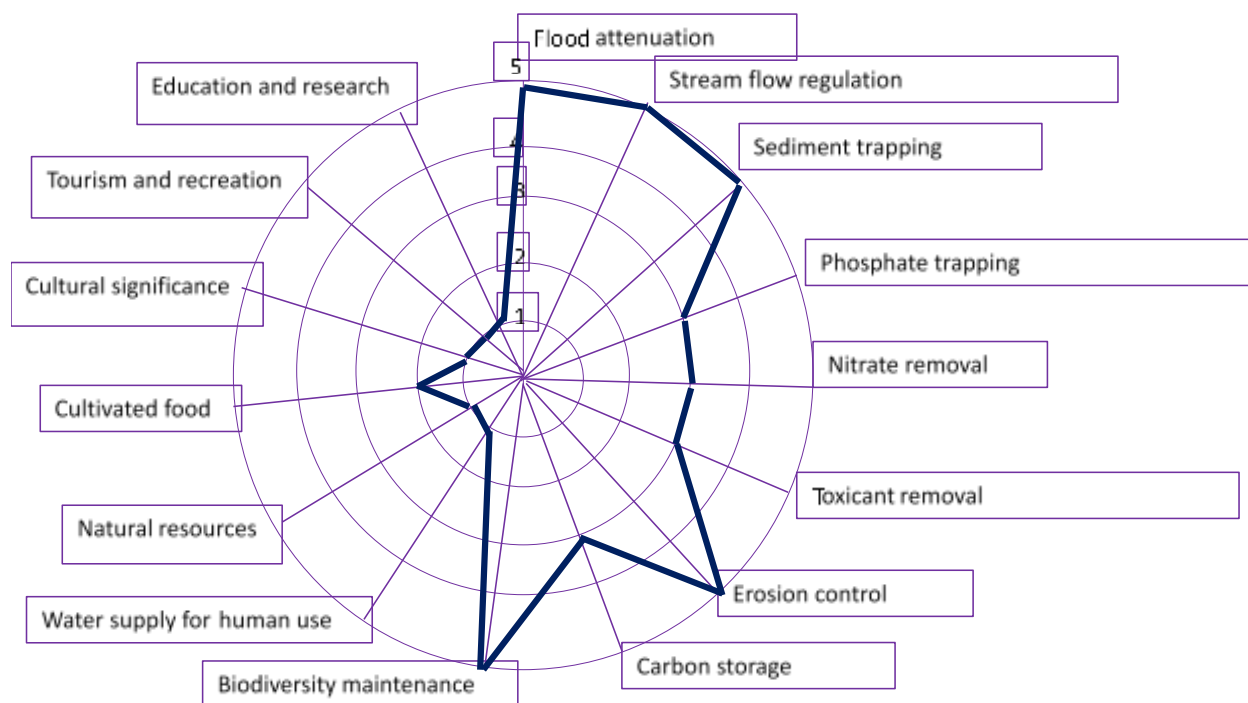 Flood attenuation
5
Stream flow regulation
Education and research
4
Sediment trapping
Tourism and recreation
3
2
Phosphate trapping
Cultural significance
1
Nitrate removal
Cultivated food
Toxicant removal
Natural resources
Erosion control
Water supply for human use
Carbon storage
Biodiversity maintenance